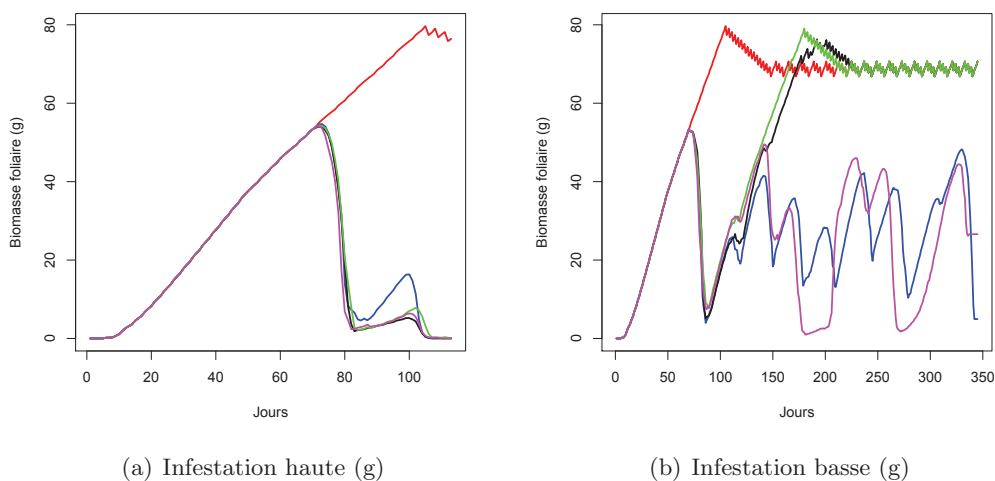 Biomasse foliaire (g)
0 20 40 60 80
0 20 40 60 80 100
Jours
(a) Infestation haute (g)
Biomasse foliaire (g)
0 20 40 60 80
0 50 100 150 200 250 300 350
Jours
(b) Infestation basse (g)